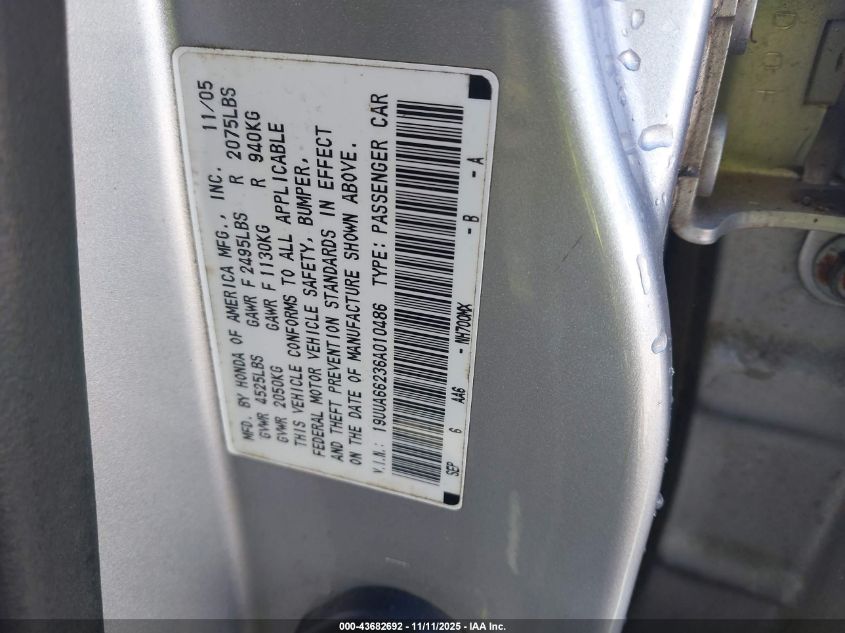 MFD. BY HONDA OF AMERICA MFG., INC. 11/05
GVWR 4525LBS GAWR F 2495LBS R 2075LBS
GVWR 2050KG GAWR F 1130KG R 940KG
THIS VEHICLE CONFORMS TO ALL APPLICABLE
FEDERAL MOTOR VEHICLE SAFETY, BUMPER,
AND THEFT PREVENTION STANDARDS IN EFFECT
ON THE DATE OF MANUFACTURE SHOWN ABOVE.
V.I.N.: 19UUA66236A010486 TYPE: PASSENGER CAR
SEP 6 AA6 - NH700MX - B - A
000-43682692 - 11/11/2025 - IAA Inc.